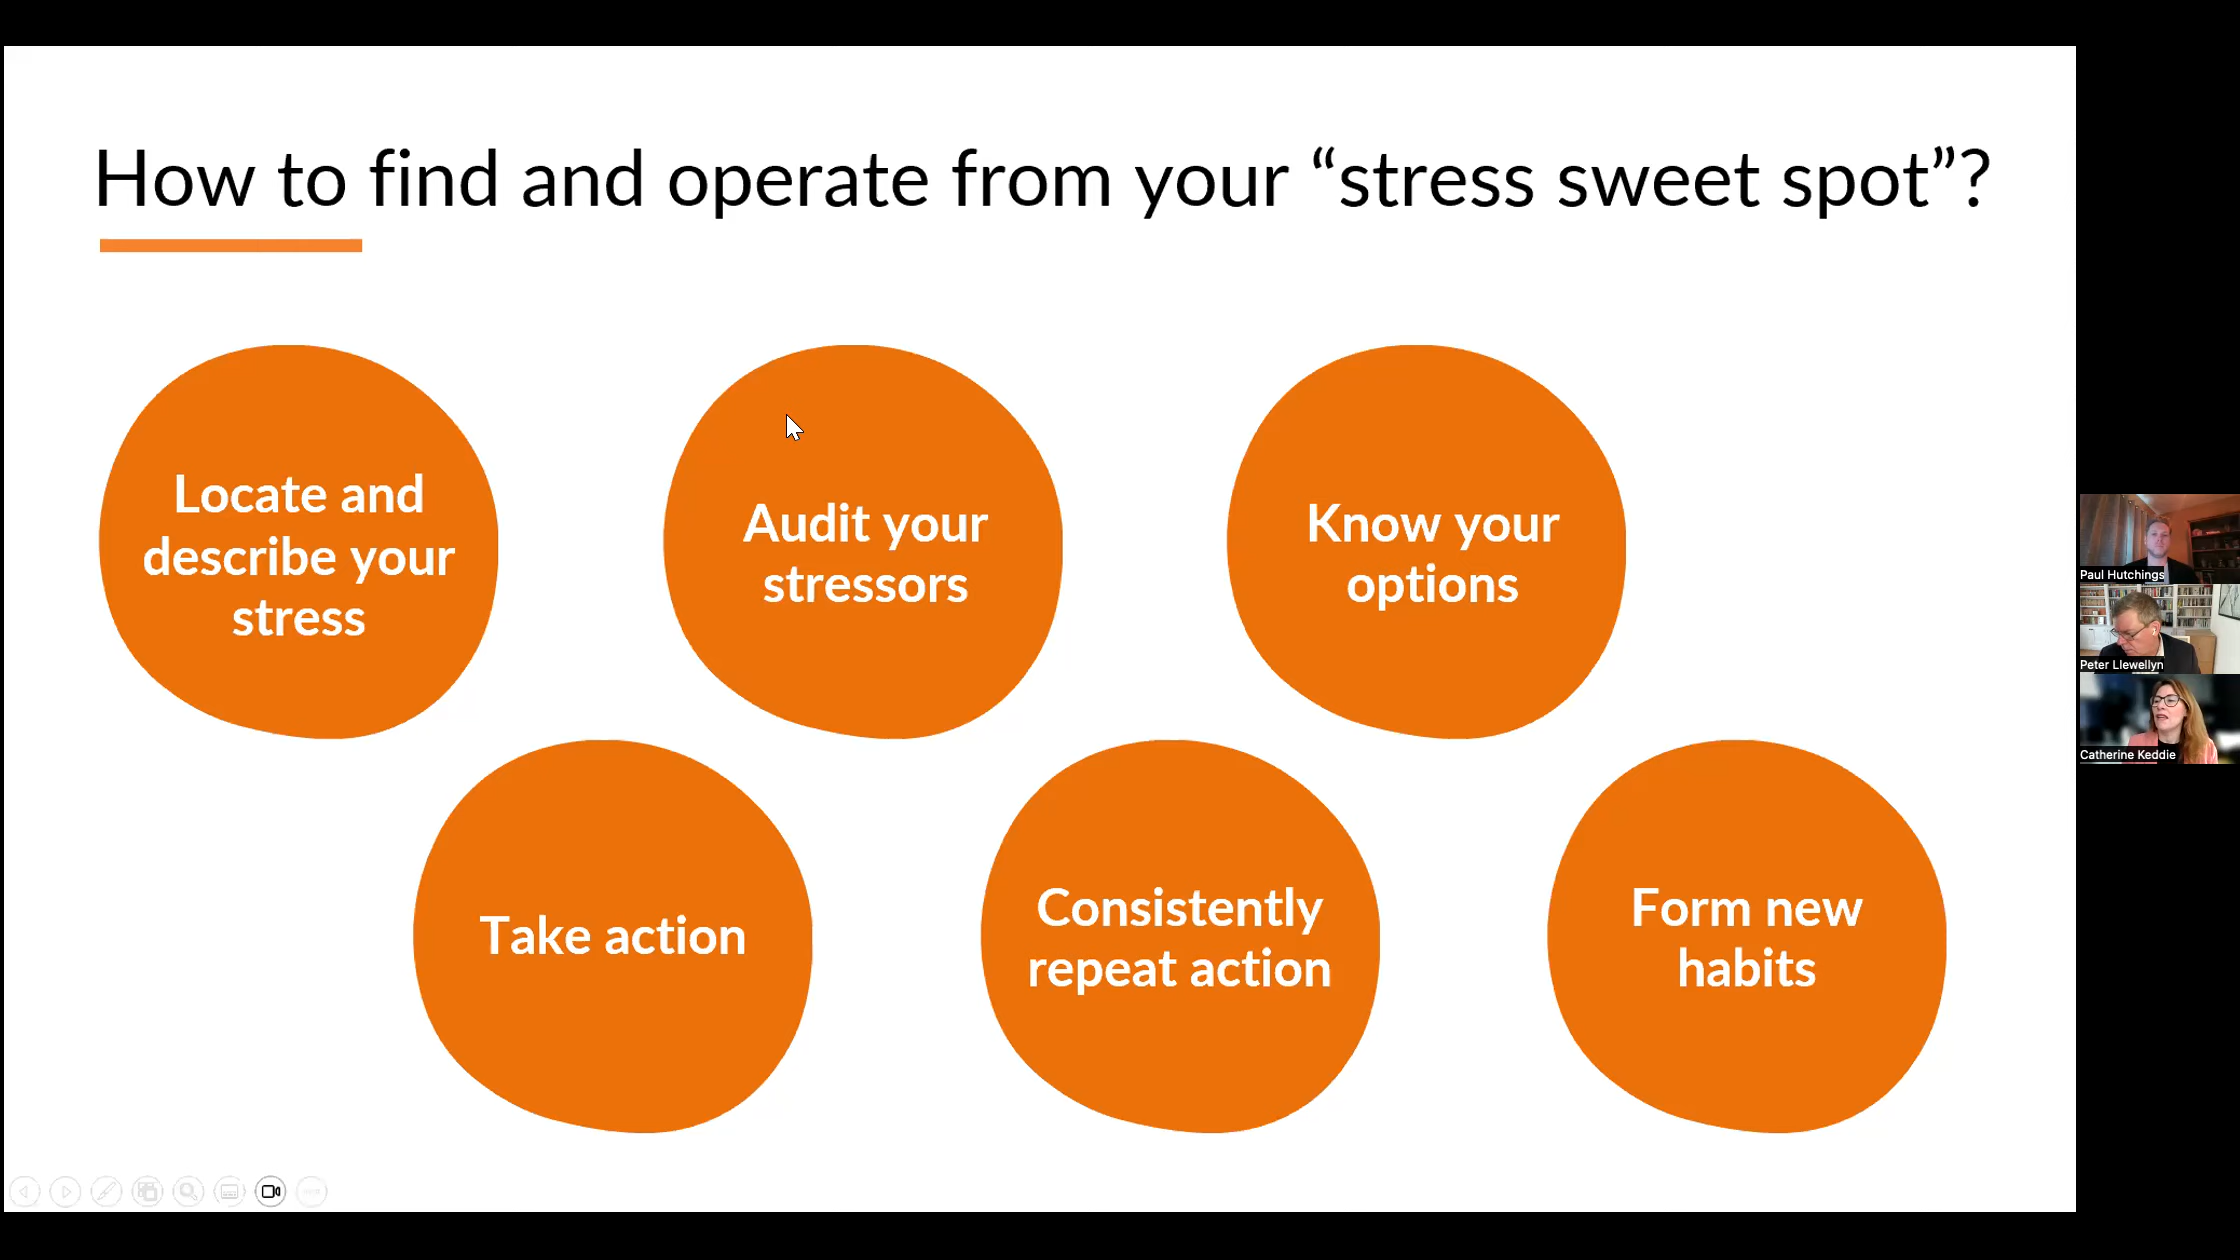 How to find and operate from your “stress sweet spot”?
Locate and
describe your
stress
Audit your
stressors
Know your
options
Take action
Consistently
repeat action
Form new
habits
Paul Hutchings
Peter Llewellyn
Catherine Keddie